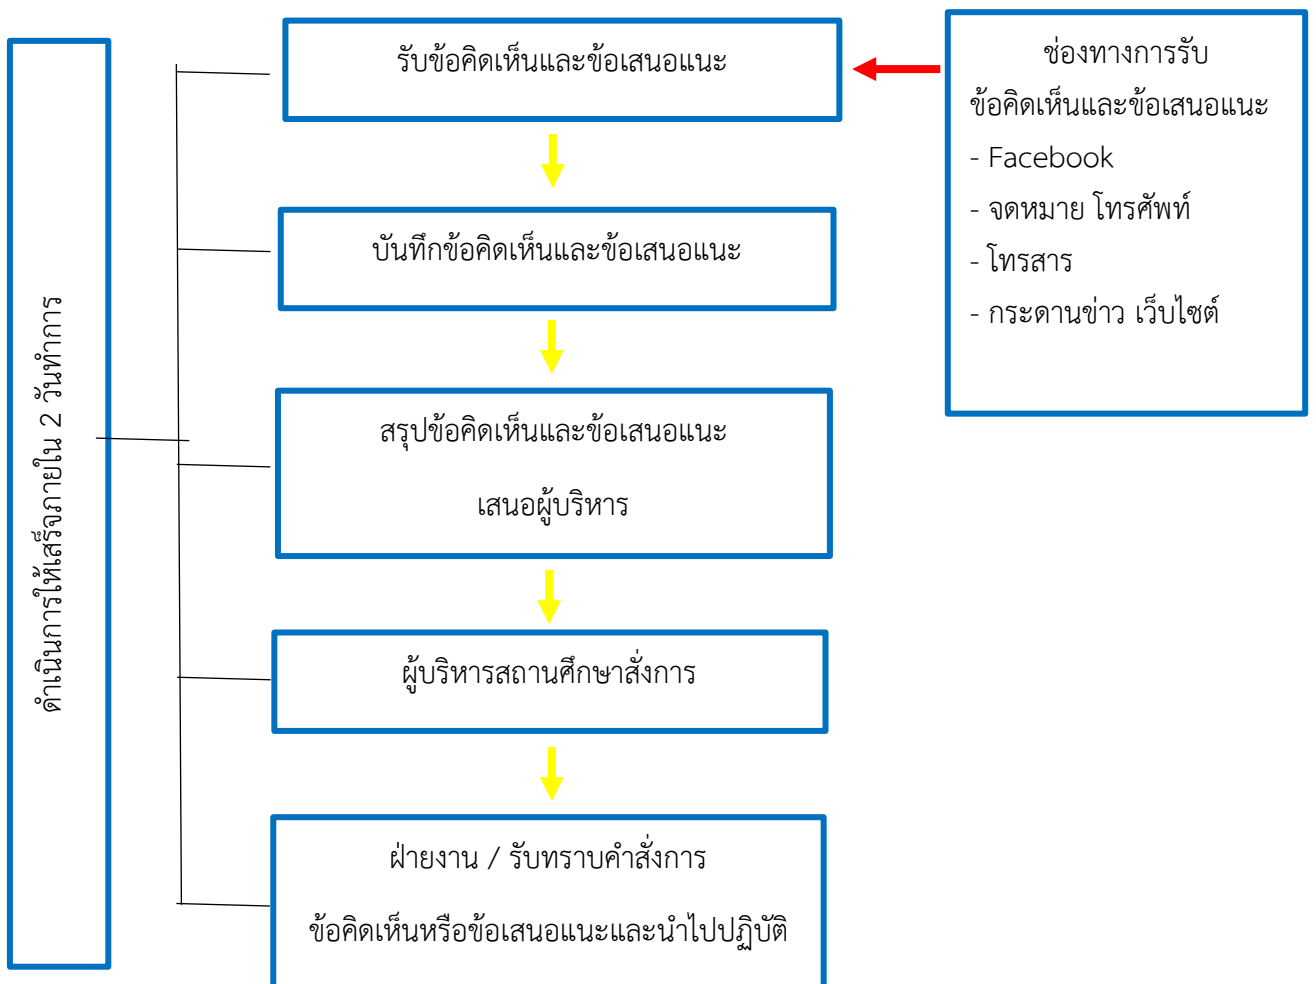 รับข้อคิดเห็นและข้อเสนอแนะ
ช่องทางการรับ
ข้อคิดเห็นและข้อเสนอแนะ
- Facebook
- จดหมาย โทรศัพท์
- โทรสาร
- กระดานข่าว เว็บไซต์
บันทึกข้อคิดเห็นและข้อเสนอแนะ
สรุปข้อคิดเห็นและข้อเสนอแนะ
เสนอผู้บริหาร
ผู้บริหารสถานศึกษาสั่งการ
ฝ่ายงาน / รับทราบคำสั่งการ
ข้อคิดเห็นหรือข้อเสนอแนะและนำไปปฏิบัติ
ดำเนินการให้เสร็จภายใน 2 วันทำการ